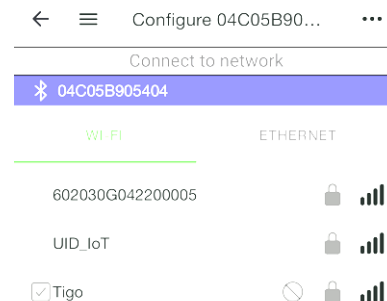 Configure 04C05B90...
Connect to network
04C05B905404
WI-FI ETHERNET
602030G042200005
UID_IoT
Tigo